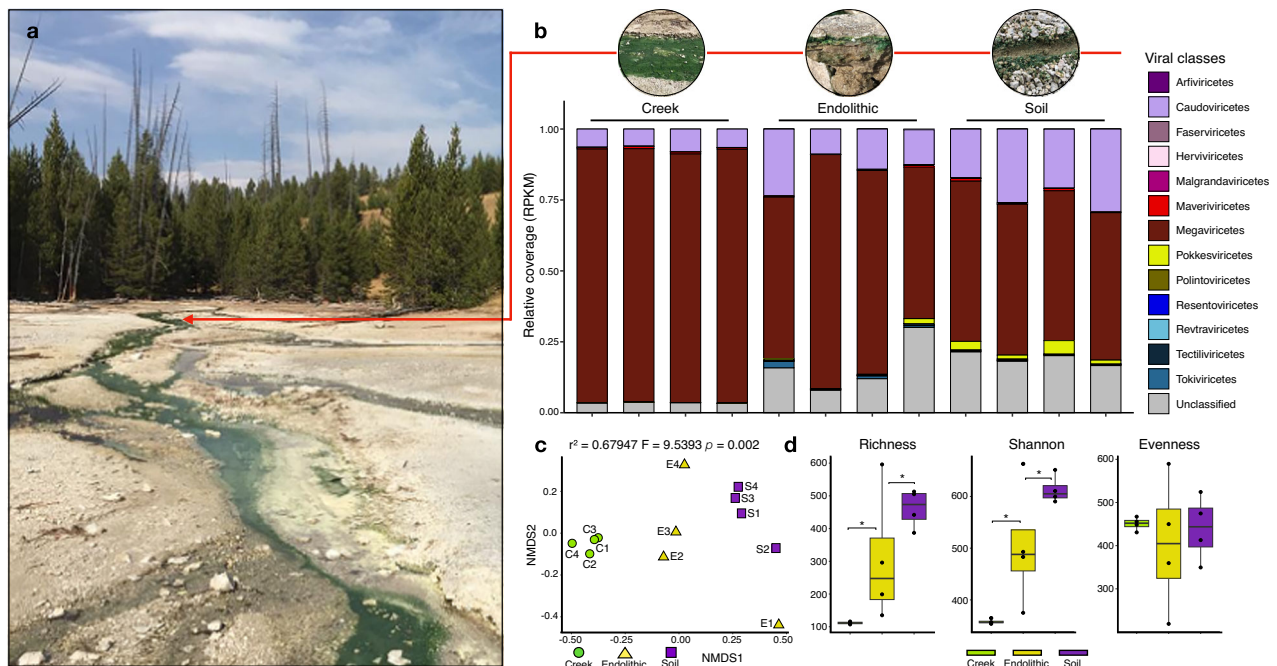 a
b
Creek
Endolithic
Soil
Relative coverage (RPKM)
1.00
0.75
0.50
0.25
0.00
Viral classes
Arfiviricetes
Caudoviricetes
Faserviricetes
Herviviricetes
Malgrandaviricetes
Maveriviricetes
Megaviricetes
Pokkesviricetes
Polintoviricetes
Resentoviricetes
Revtraviricetes
Tectiliviricetes
Tokiviricetes
Unclassified
c
r² = 0.67947 F = 9.5393 p = 0.002
NMDS2
0.2
0.0
-0.2
-0.4
E4
S4
S3
S1
C3
C1
C4
C2
E3
E2
S2
E1
-0.50
-0.25
0.00
0.25
0.50
NMDS1
Creek
Endolithic
Soil
d
Richness
600
500
400
300
200
100
*
*
Shannon
600
500
400
*
*
Evenness
600
500
400
300
Creek
Endolithic
Soil